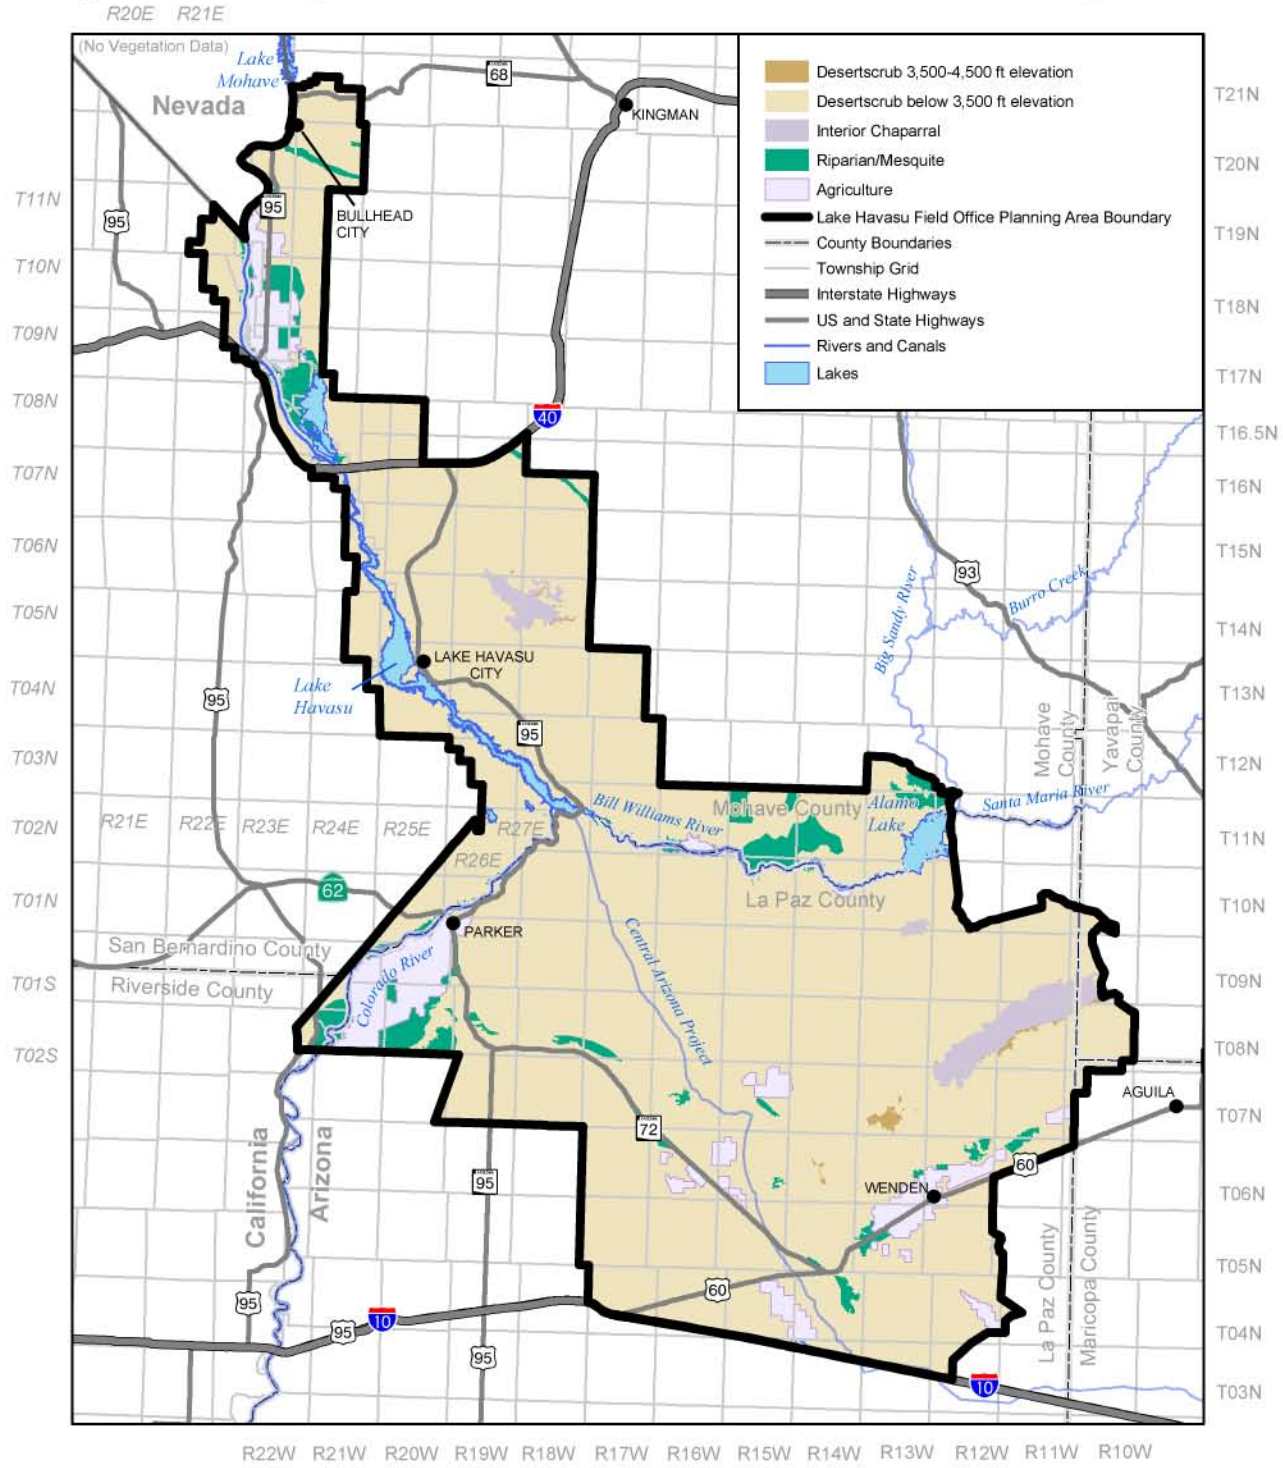 R20E R21E
(No Vegetation Data)
Lake
Mohave
Nevada
68
KINGMAN
Desertscrub 3,500-4,500 ft elevation
Desertscrub below 3,500 ft elevation
Interior Chaparral
Riparian/Mesquite
Agriculture
Lake Havasu Field Office Planning Area Boundary
County Boundaries
Township Grid
Interstate Highways
US and State Highways
Rivers and Canals
Lakes
T21N
T20N
T19N
T18N
T17N
T16.5N
T16N
T15N
T14N
T13N
T12N
T11N
T10N
T09N
T08N
T07N
T06N
T05N
T04N
T03N
T11N
T10N
T09N
T08N
T07N
T06N
T05N
T04N
T03N
T02N
T01N
T01S
T02S
95
95
BULLHEAD
CITY
40
93
Burro Creek
Big Sandy River
LAKE HAVASU
CITY
Lake
Havasu
95
95
Mohave
County
Yavapai
County
Bill Williams River
Mohave County
Alamo
Lake
Santa Maria River
R21E R22E R23E R24E R25E R27E
R26E
62
La Paz County
PARKER
San Bernardino County
Riverside County
Colorado River
Central Arizona Project
AGUILA
72
California
Arizona
95
60
WENDEN
La Paz County
Maricopa County
60
95
10
95
95
10
R22W R21W R20W R19W R18W R17W R16W R15W R14W R13W R12W R11W R10W